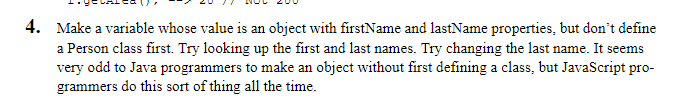 4. Make a variable whose value is an object with firstName and lastName properties, but don't define
a Person class first. Try looking up the first and last names. Try changing the last name. It seems
very odd to Java programmers to make an object without first defining a class, but JavaScript pro-
grammers do this sort of thing all the time.